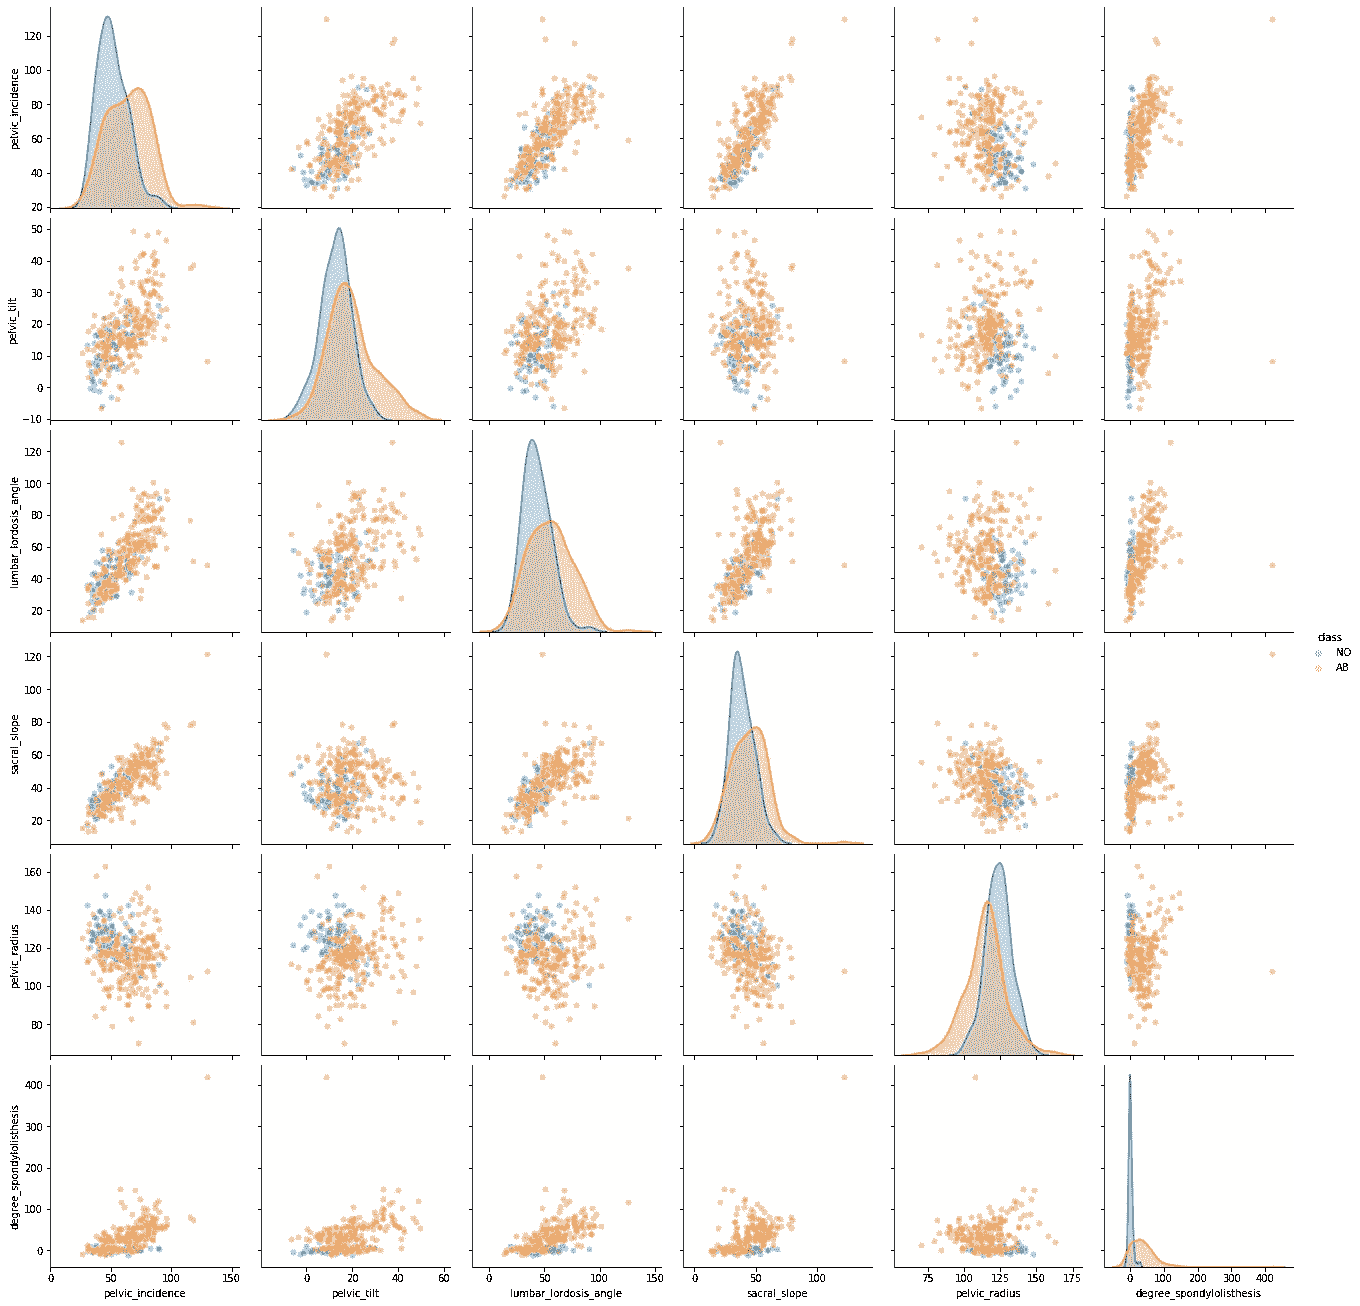 120
100
80
60
40
20
pelvic_incidence
50
40
30
20
10
0
−10
pelvic_tilt
120
100
80
60
40
20
lumbar_lordosis_angle
class
NO
AB
120
100
80
60
40
20
sacral_slope
160
140
120
100
80
pelvic_radius
400
300
200
100
0
degree_spondylolisthesis
0 50 100 150
0 20 40 60
0 50 100 150
0 50 100
75 100 125 150 175
0 100 200 300 400
pelvic_incidence pelvic_tilt lumbar_lordosis_angle sacral_slope pelvic_radius degree_spondylolisthesis